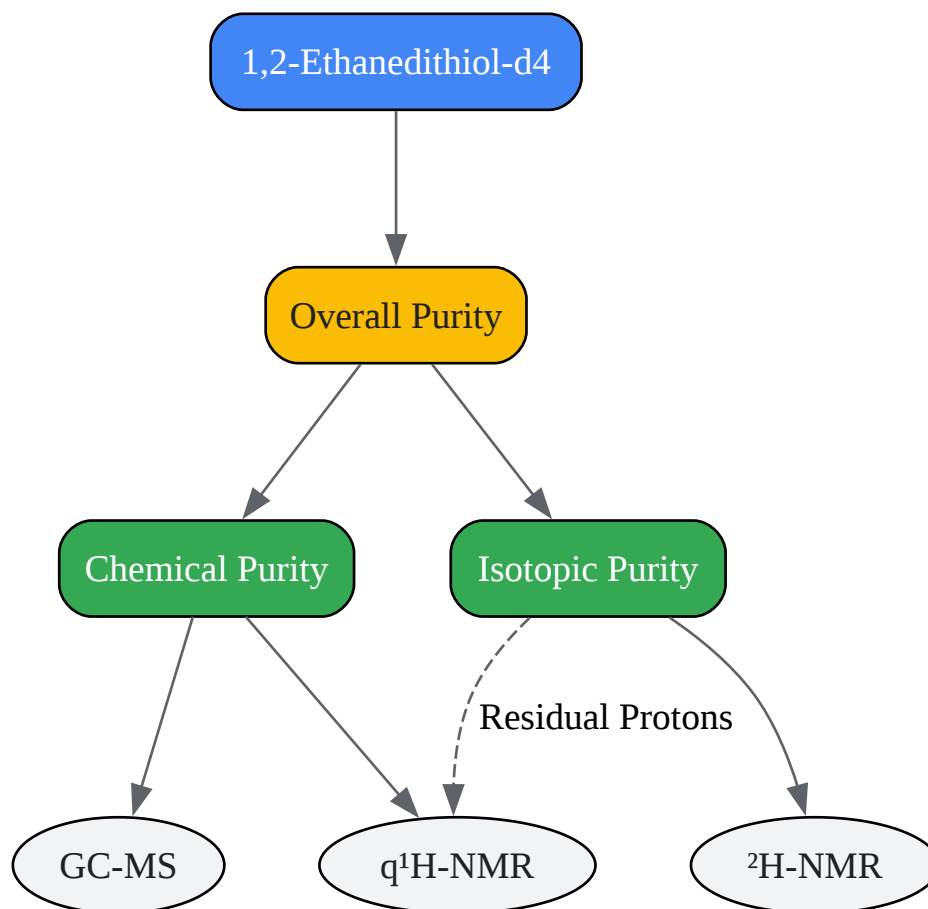 1,2-Ethanedithiol-d4
Overall Purity
Chemical Purity
Isotopic Purity
Residual Protons
GC-MS
q¹H-NMR
²H-NMR